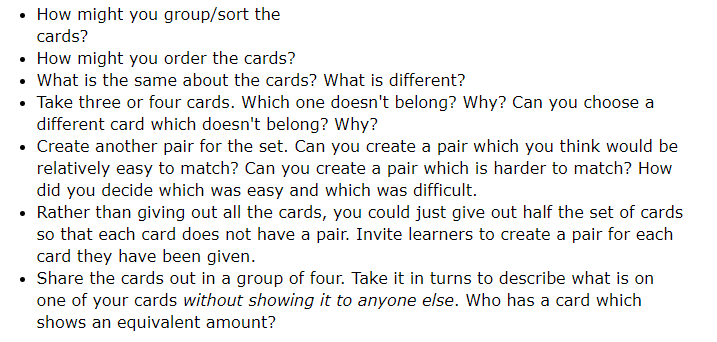 • How might you group/sort the
cards?
• How might you order the cards?
• What is the same about the cards? What is different?
• Take three or four cards. Which one doesn't belong? Why? Can you choose a
different card which doesn't belong? Why?
• Create another pair for the set. Can you create a pair which you think would be
relatively easy to match? Can you create a pair which is harder to match? How
did you decide which was easy and which was difficult.
• Rather than giving out all the cards, you could just give out half the set of cards
so that each card does not have a pair. Invite learners to create a pair for each
card they have been given.
• Share the cards out in a group of four. Take it in turns to describe what is on
one of your cards without showing it to anyone else. Who has a card which
shows an equivalent amount?